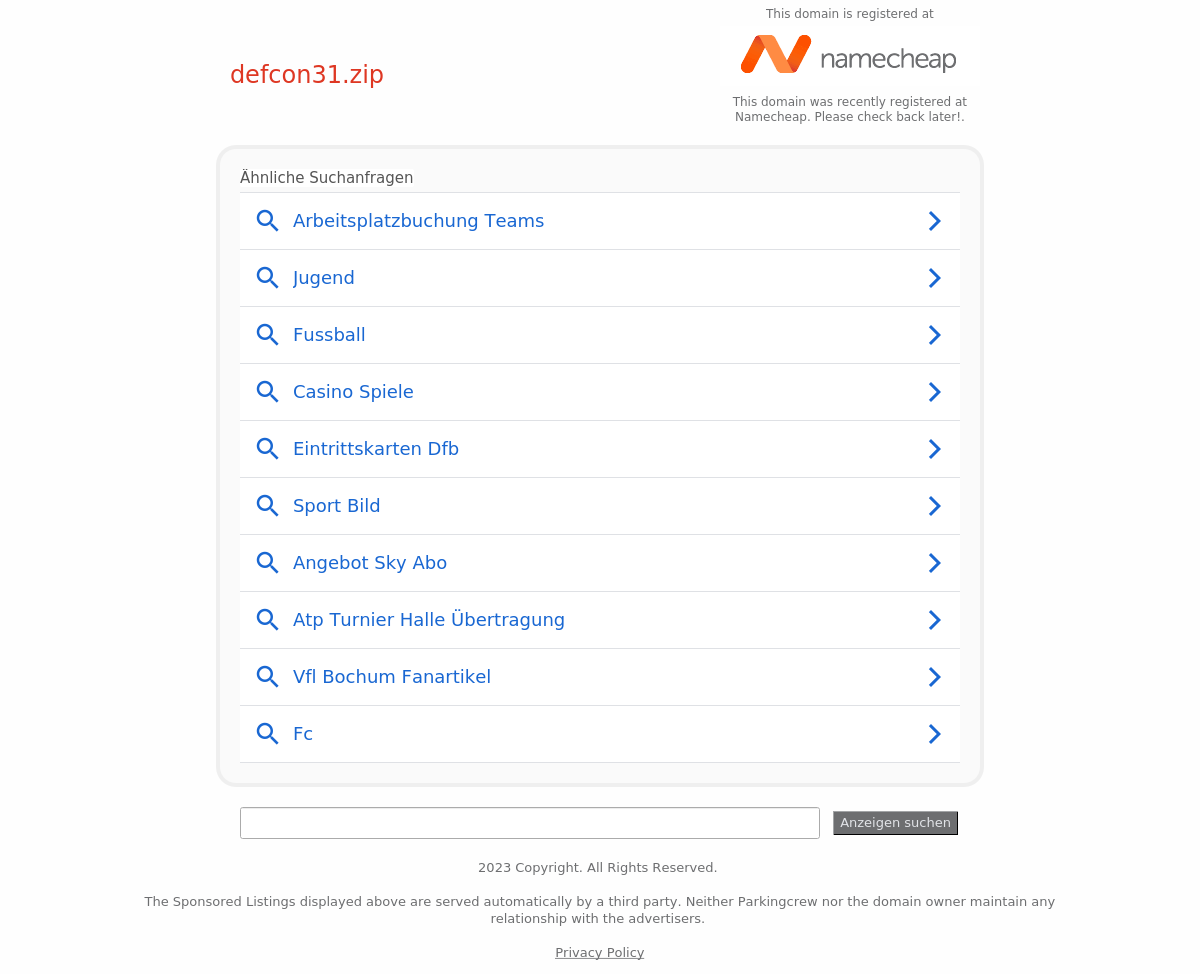 This domain is registered at
namecheap
defcon31.zip
This domain was recently registered at
Namecheap. Please check back later!.
Ähnliche Suchanfragen
Arbeitsplatzbuchung Teams
Jugend
Fussball
Casino Spiele
Eintrittskarten Dfb
Sport Bild
Angebot Sky Abo
Atp Turnier Halle Übertragung
Vfl Bochum Fanartikel
Fc
Anzeigen suchen
2023 Copyright. All Rights Reserved.
The Sponsored Listings displayed above are served automatically by a third party. Neither Parkingcrew nor the domain owner maintain any
relationship with the advertisers.
Privacy Policy